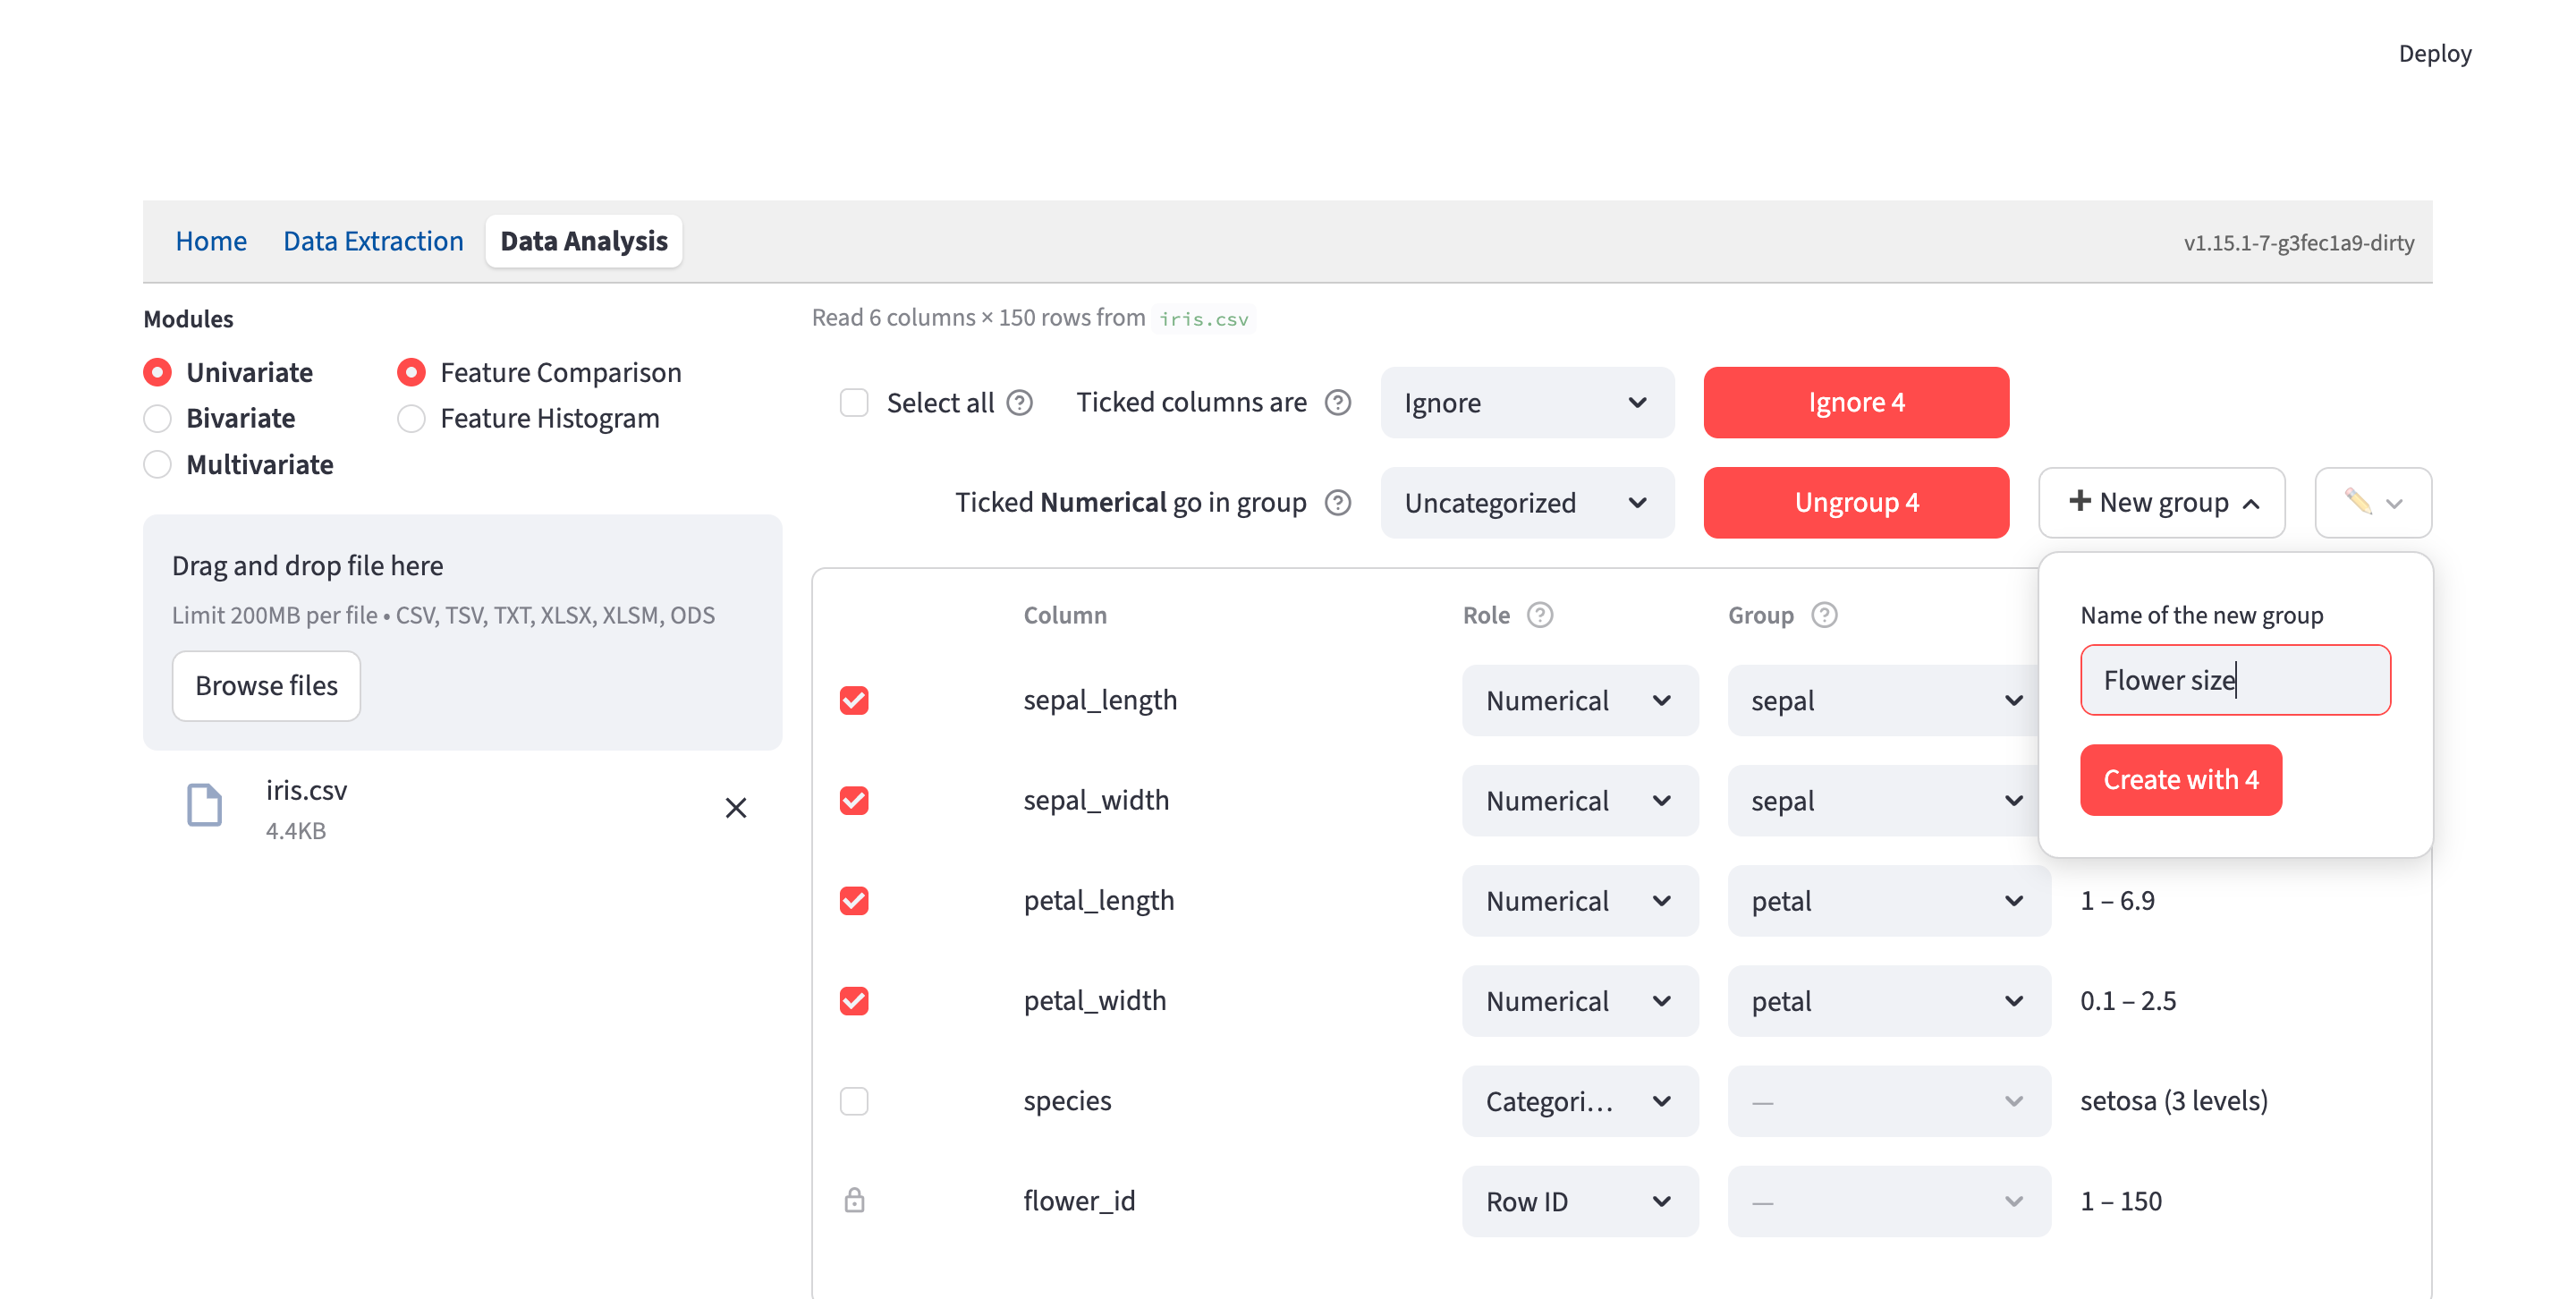 Deploy
Home Data Extraction Data Analysis v1.15.1-7-g3fec1a9-dirty
Modules
Univariate Feature Comparison
Bivariate Feature Histogram
Multivariate
Drag and drop file here
Limit 200MB per file • CSV, TSV, TXT, XLSX, XLSM, ODS
Browse files
iris.csv
4.4KB
Read 6 columns × 150 rows from iris.csv
Select all Ticked columns are Ignore Ignore 4
Ticked Numerical go in group Uncategorized Ungroup 4 + New group
Name of the new group
Flower size
Create with 4
Column Role Group
sepal_length Numerical sepal
sepal_width Numerical sepal
petal_length Numerical petal 1 – 6.9
petal_width Numerical petal 0.1 – 2.5
species Categori… — setosa (3 levels)
flower_id Row ID — 1 – 150